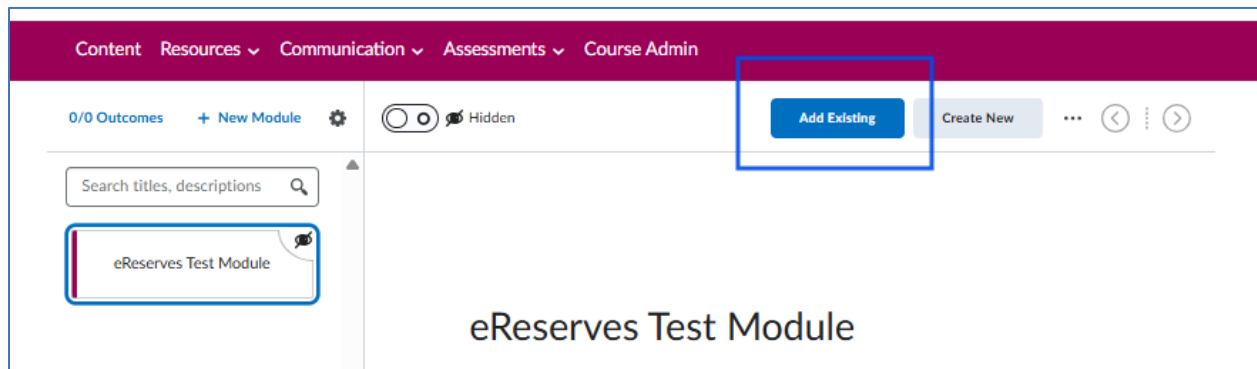 Content Resources Communication Assessments Course Admin
0/0 Outcomes + New Module Hidden Add Existing Create New ...
Search titles, descriptions
eReserves Test Module
eReserves Test Module